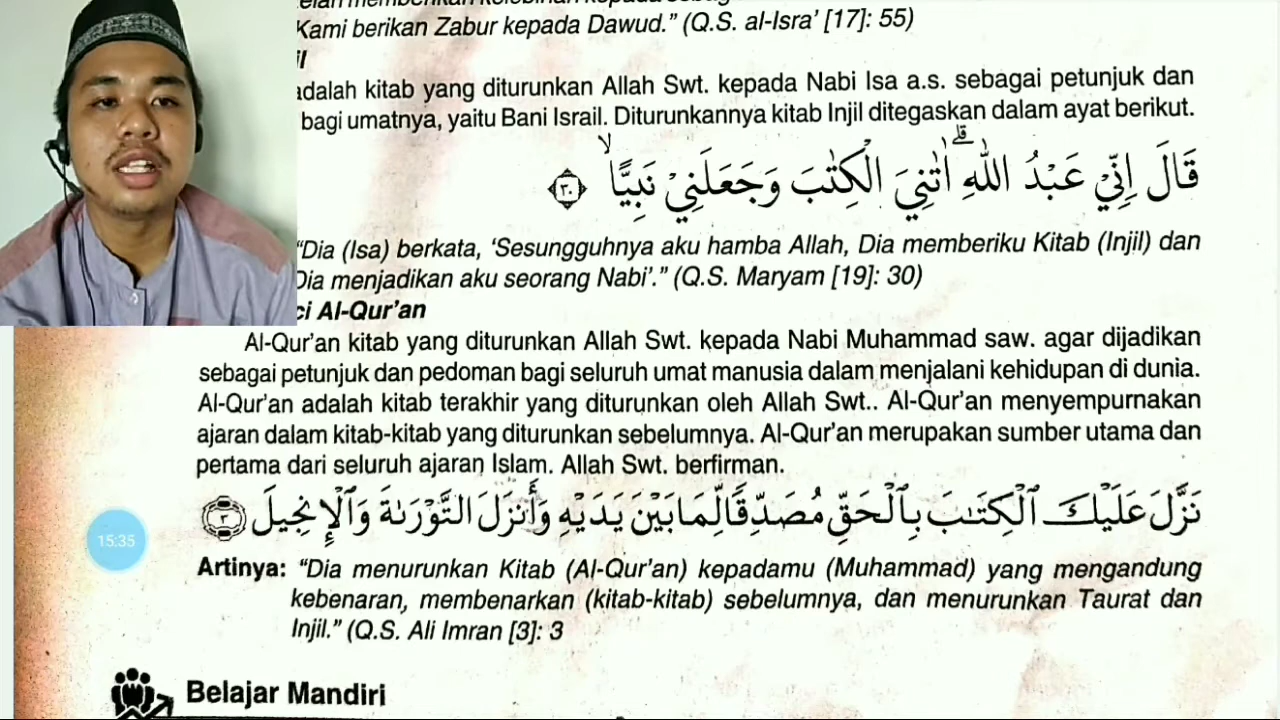 Kami berikan Zabur kepada Dawud.” (Q.S. al-Isra’ [17]: 55)
adalah kitab yang diturunkan Allah Swt. kepada Nabi Isa a.s. sebagai petunjuk dan
bagi umatnya, yaitu Bani Israil. Diturunkannya kitab Injil ditegaskan dalam ayat berikut.
قَالَ اِنِّيْ عَبْدُ اللّٰهِ ۗاٰتٰنِيَ الْكِتٰبَ وَجَعَلَنِيْ نَبِيًّا ۙ ٣٠
“Dia (Isa) berkata, ‘Sesungguhnya aku hamba Allah, Dia memberiku Kitab (Injil) dan
Dia menjadikan aku seorang Nabi’.” (Q.S. Maryam [19]: 30)
ci Al-Qur’an
Al-Qur’an kitab yang diturunkan Allah Swt. kepada Nabi Muhammad saw. agar dijadikan
sebagai petunjuk dan pedoman bagi seluruh umat manusia dalam menjalani kehidupan di dunia.
Al-Qur’an adalah kitab terakhir yang diturunkan oleh Allah Swt.. Al-Qur’an menyempurnakan
ajaran dalam kitab-kitab yang diturunkan sebelumnya. Al-Qur’an merupakan sumber utama dan
pertama dari seluruh ajaran Islam. Allah Swt. berfirman.
نَزَّلَ عَلَيْكَ ٱلْكِتَٰبَ بِٱلْحَقِّ مُصَدِّقًا لِّمَا بَيْنَ يَدَيْهِ وَأَنزَلَ التَّوْرَىٰةَ وَٱلْإِنجِيلَ ٣
15:35
Artinya: “Dia menurunkan Kitab (Al-Qur’an) kepadamu (Muhammad) yang mengandung
kebenaran, membenarkan (kitab-kitab) sebelumnya, dan menurunkan Taurat dan
Injil.” (Q.S. Ali Imran [3]: 3
Belajar Mandiri